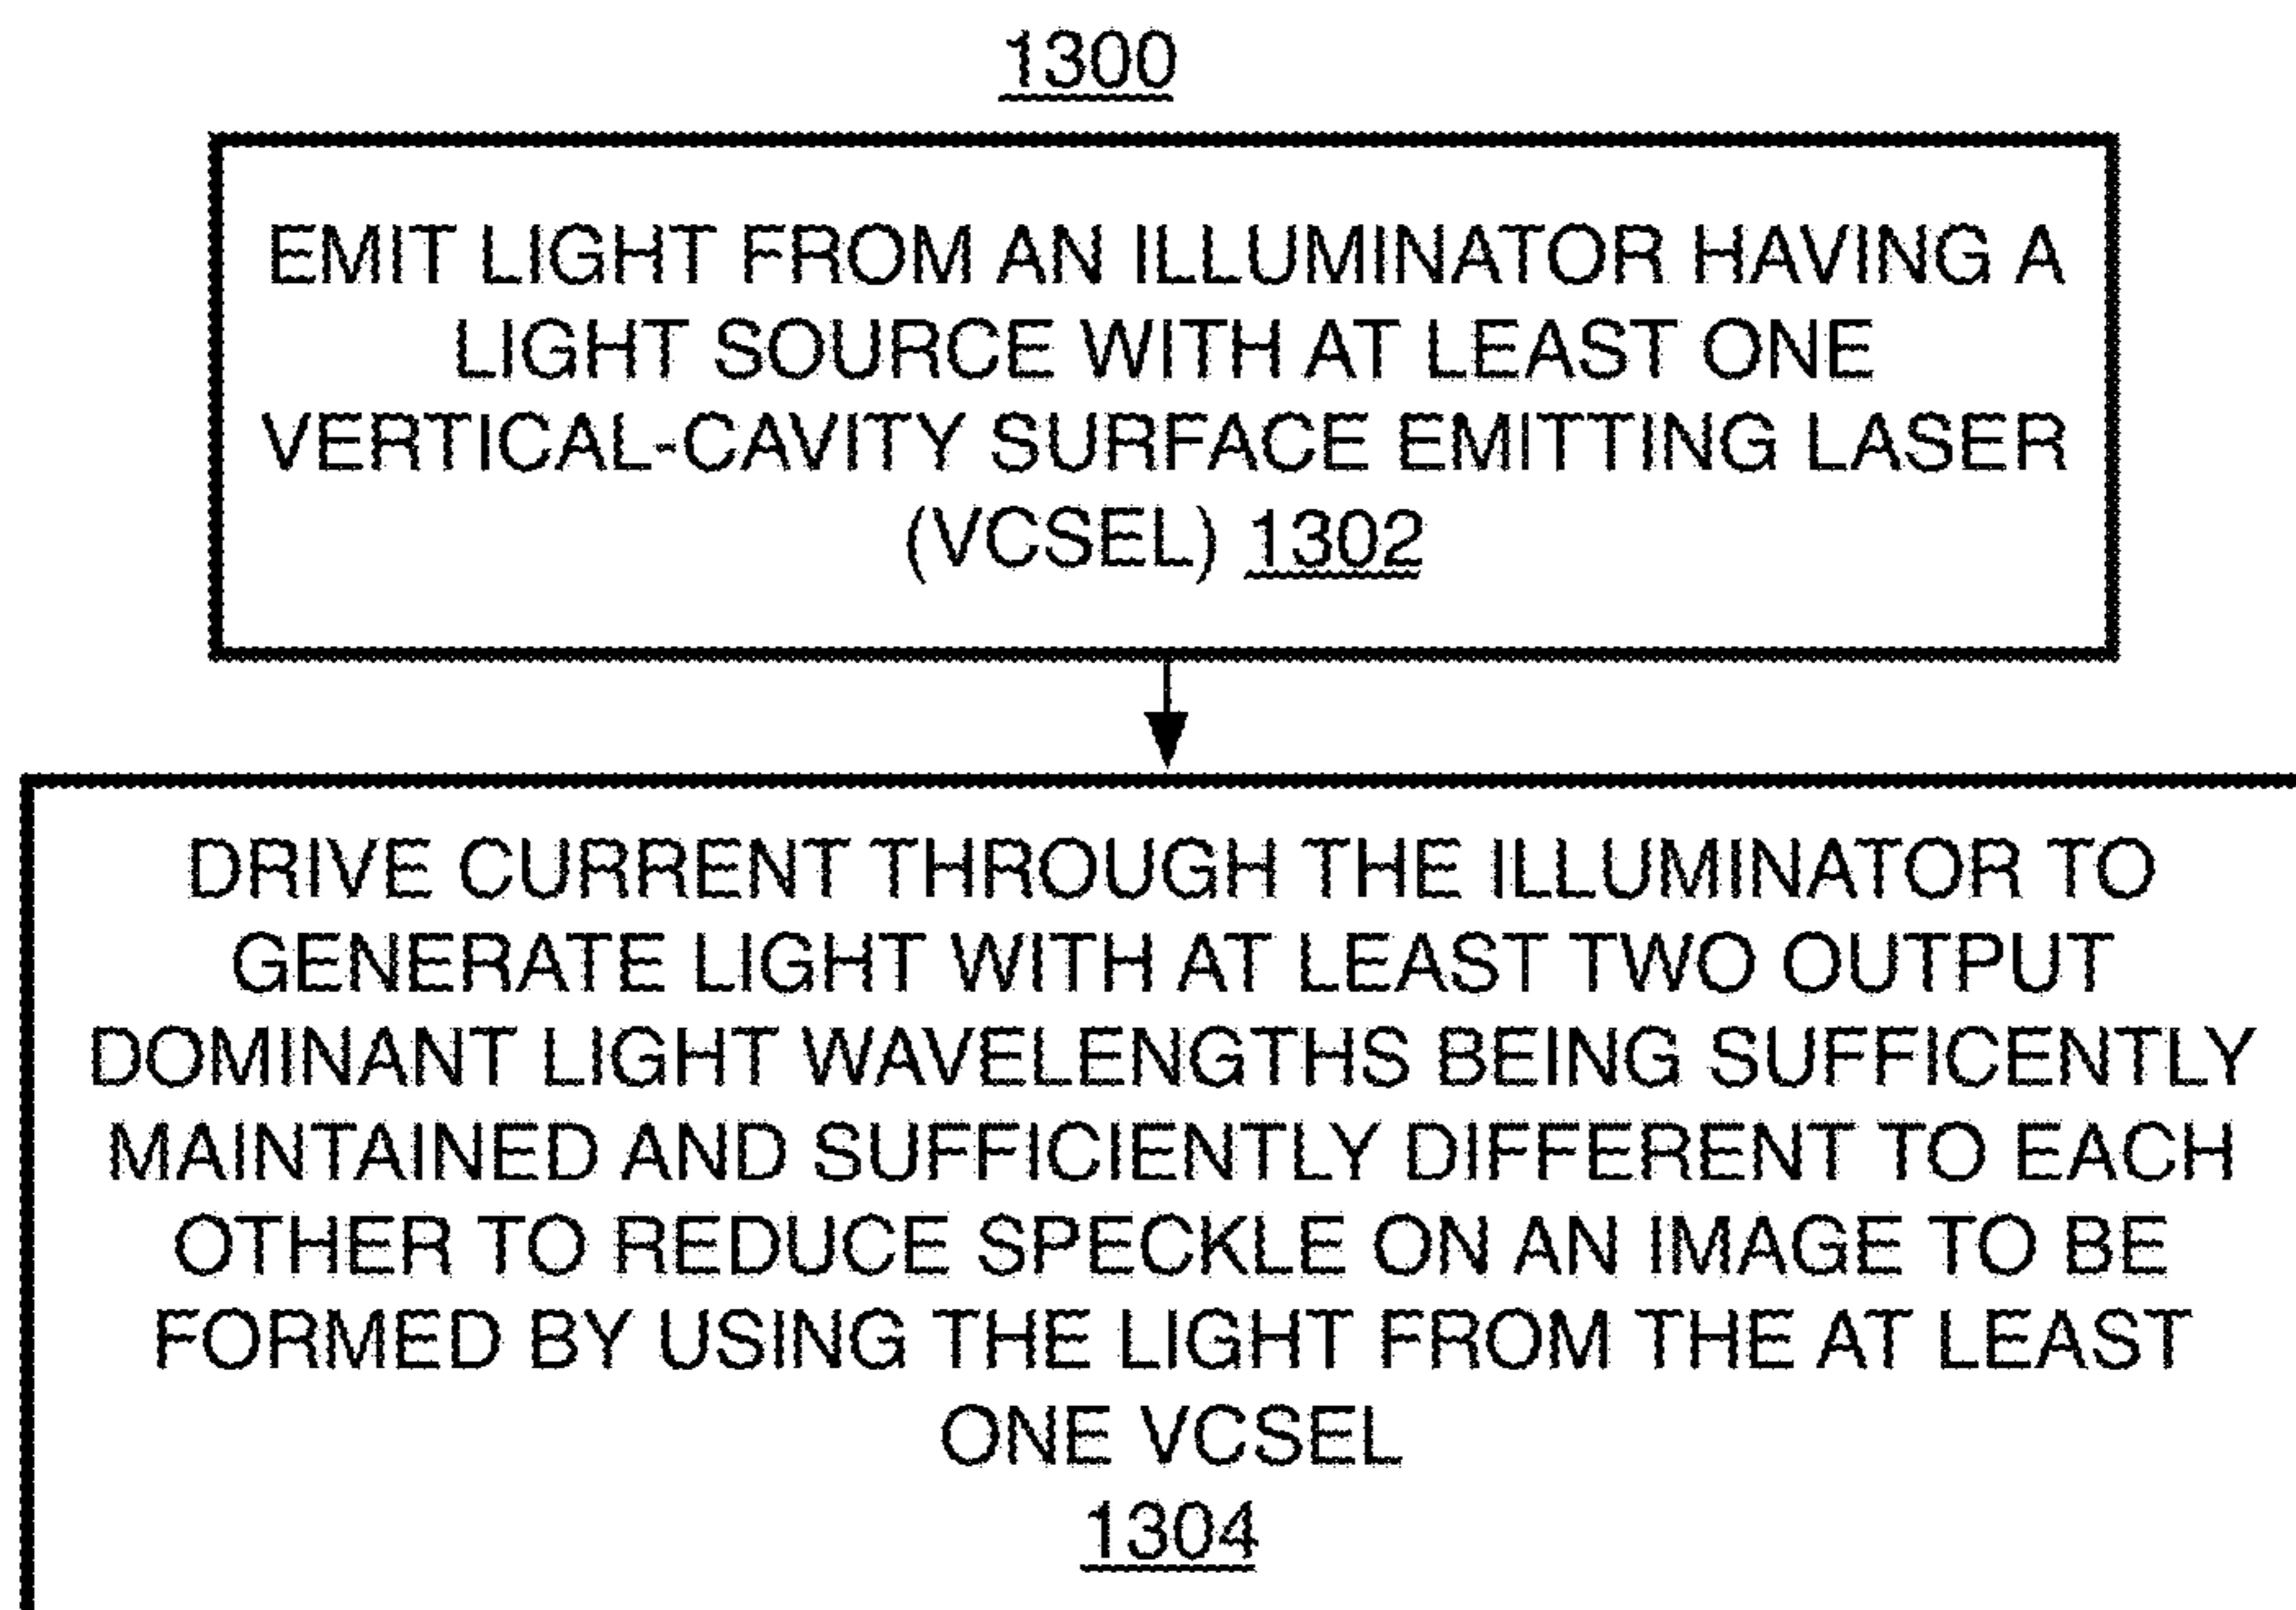 1300
EMIT LIGHT FROM AN ILLUMINATOR HAVING A
LIGHT SOURCE WITH AT LEAST ONE
VERTICAL-CAVITY SURFACE EMITTING LASER
(VCSEL) 1302
DRIVE CURRENT THROUGH THE ILLUMINATOR TO
GENERATE LIGHT WITH AT LEAST TWO OUTPUT
DOMINANT LIGHT WAVELENGTHS BEING SUFFICENTLY
MAINTAINED AND SUFFICIENTLY DIFFERENT TO EACH
OTHER TO REDUCE SPECKLE ON AN IMAGE TO BE
FORMED BY USING THE LIGHT FROM THE AT LEAST
ONE VCSEL
1304